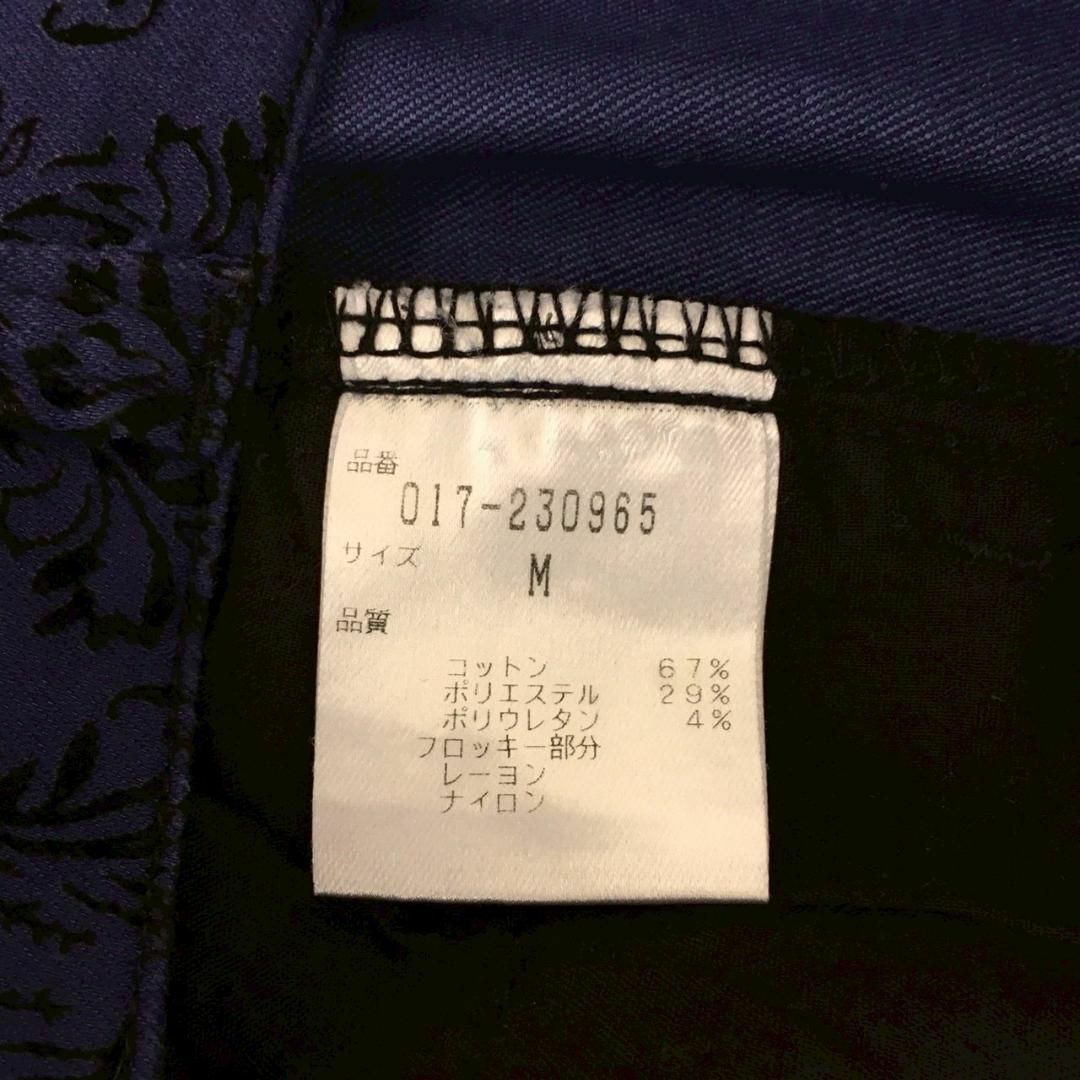 品番
017-230965
サイズ
M
品質
コットン 67%
ポリエステル 29%
ポリウレタン 4%
フロッキー部分
レーヨン
ナイロン